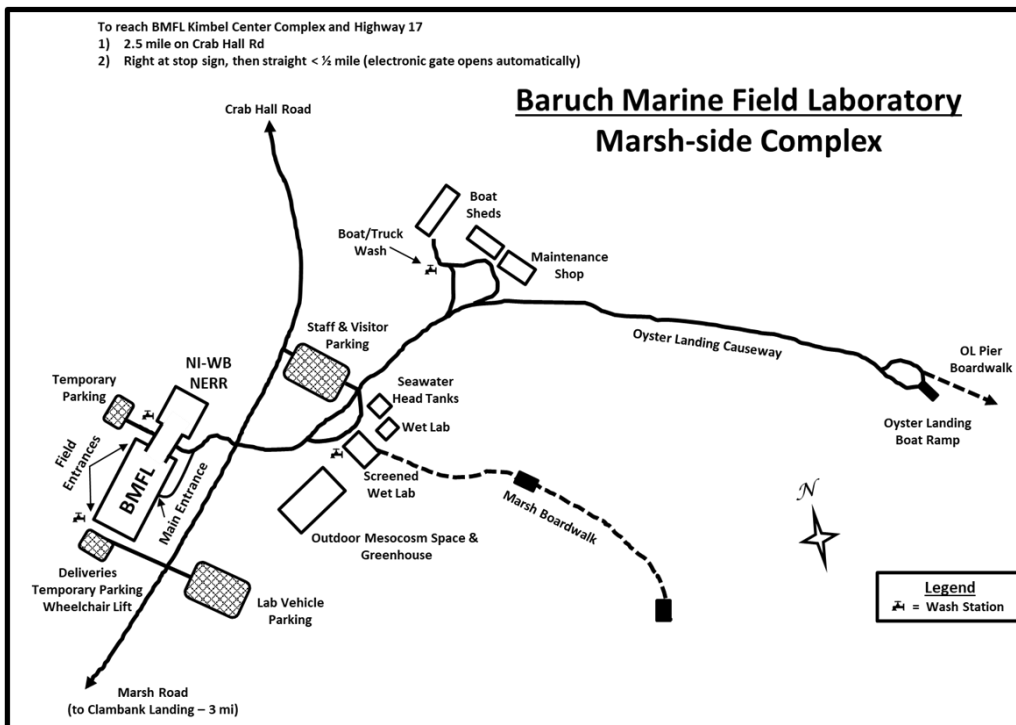 To reach BMFL Kimbel Center Complex and Highway 17
1) 2.5 mile on Crab Hall Rd
2) Right at stop sign, then straight < ½ mile (electronic gate opens automatically)
Baruch Marine Field Laboratory
Marsh-side Complex
Crab Hall Road
Boat
Sheds
Boat/Truck
Wash
Maintenance
Shop
Staff & Visitor
Parking
Oyster Landing Causeway
OL Pier
Boardwalk
NI-WB
NERR
Temporary
Parking
Seawater
Head Tanks
Wet Lab
Oyster Landing
Boat Ramp
Field
Entrances
BMFL
Main Entrance
Screened
Wet Lab
Marsh Boardwalk
N
Outdoor Mesocosm Space &
Greenhouse
Deliveries
Temporary Parking
Wheelchair Lift
Lab Vehicle
Parking
Legend
= Wash Station
Marsh Road
(to Clambank Landing – 3 mi)